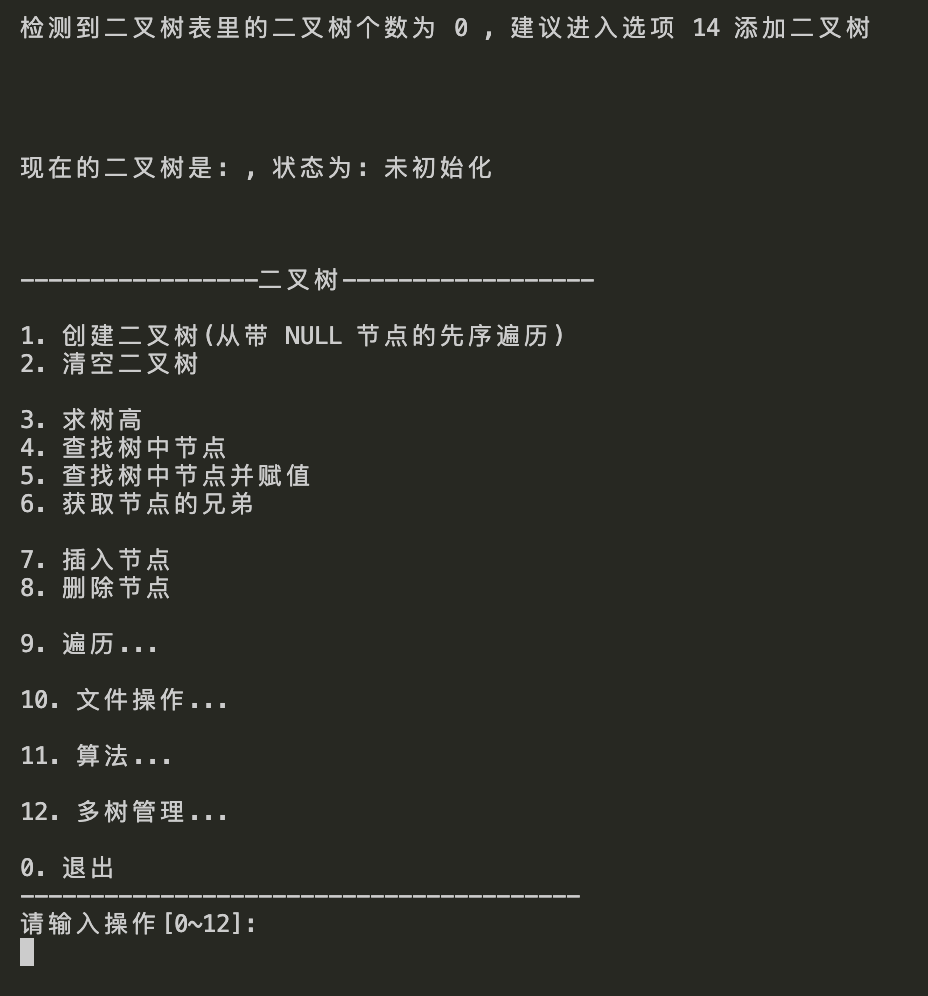 检测到二叉树表里的二叉树个数为 0 , 建议进入选项 14 添加二叉树
现在的二叉树是: , 状态为: 未初始化
-----------------二叉树------------------
1. 创建二叉树(从带 NULL 节点的先序遍历)
2. 清空二叉树
3. 求树高
4. 查找树中节点
5. 查找树中节点并赋值
6. 获取节点的兄弟
7. 插入节点
8. 删除节点
9. 遍历...
10. 文件操作...
11. 算法...
12. 多树管理...
0. 退出
----------------------------------------
请输入操作[0~12]: